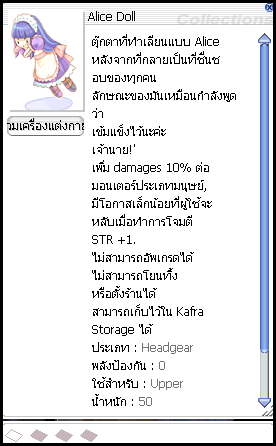 Alice Doll
Collections
ตุ๊กตาที่ทำเลียนแบบ Alice
หลังจากที่กลายเป็นที่ชื่นช
อบของทุกคน
ลักษณะของมันเหมือนกำลังพูด
ว่า
เข้มแข็งไว้นะค่ะ
เจ้านาย!'
เพิ่ม damages 10% ต่อ
มอนเตอร์ประเภทมนุษย์,
มีโอกาสเล็กน้อยที่ผู้ใช้จะ
หลับเมื่อทำการโจมตี
STR +1.
ไม่สามารถอัพเกรดได้
ไม่สามารถโยนทิ้ง
หรือตั้งร้านได้
สามารถเก็บไว้ใน Kafra
Storage ได้
ประเภท : Headgear
พลังป้องกัน : 0
ใช้สำหรับ : Upper
น้ำหนัก : 50
วมเครื่องแต่งกาย